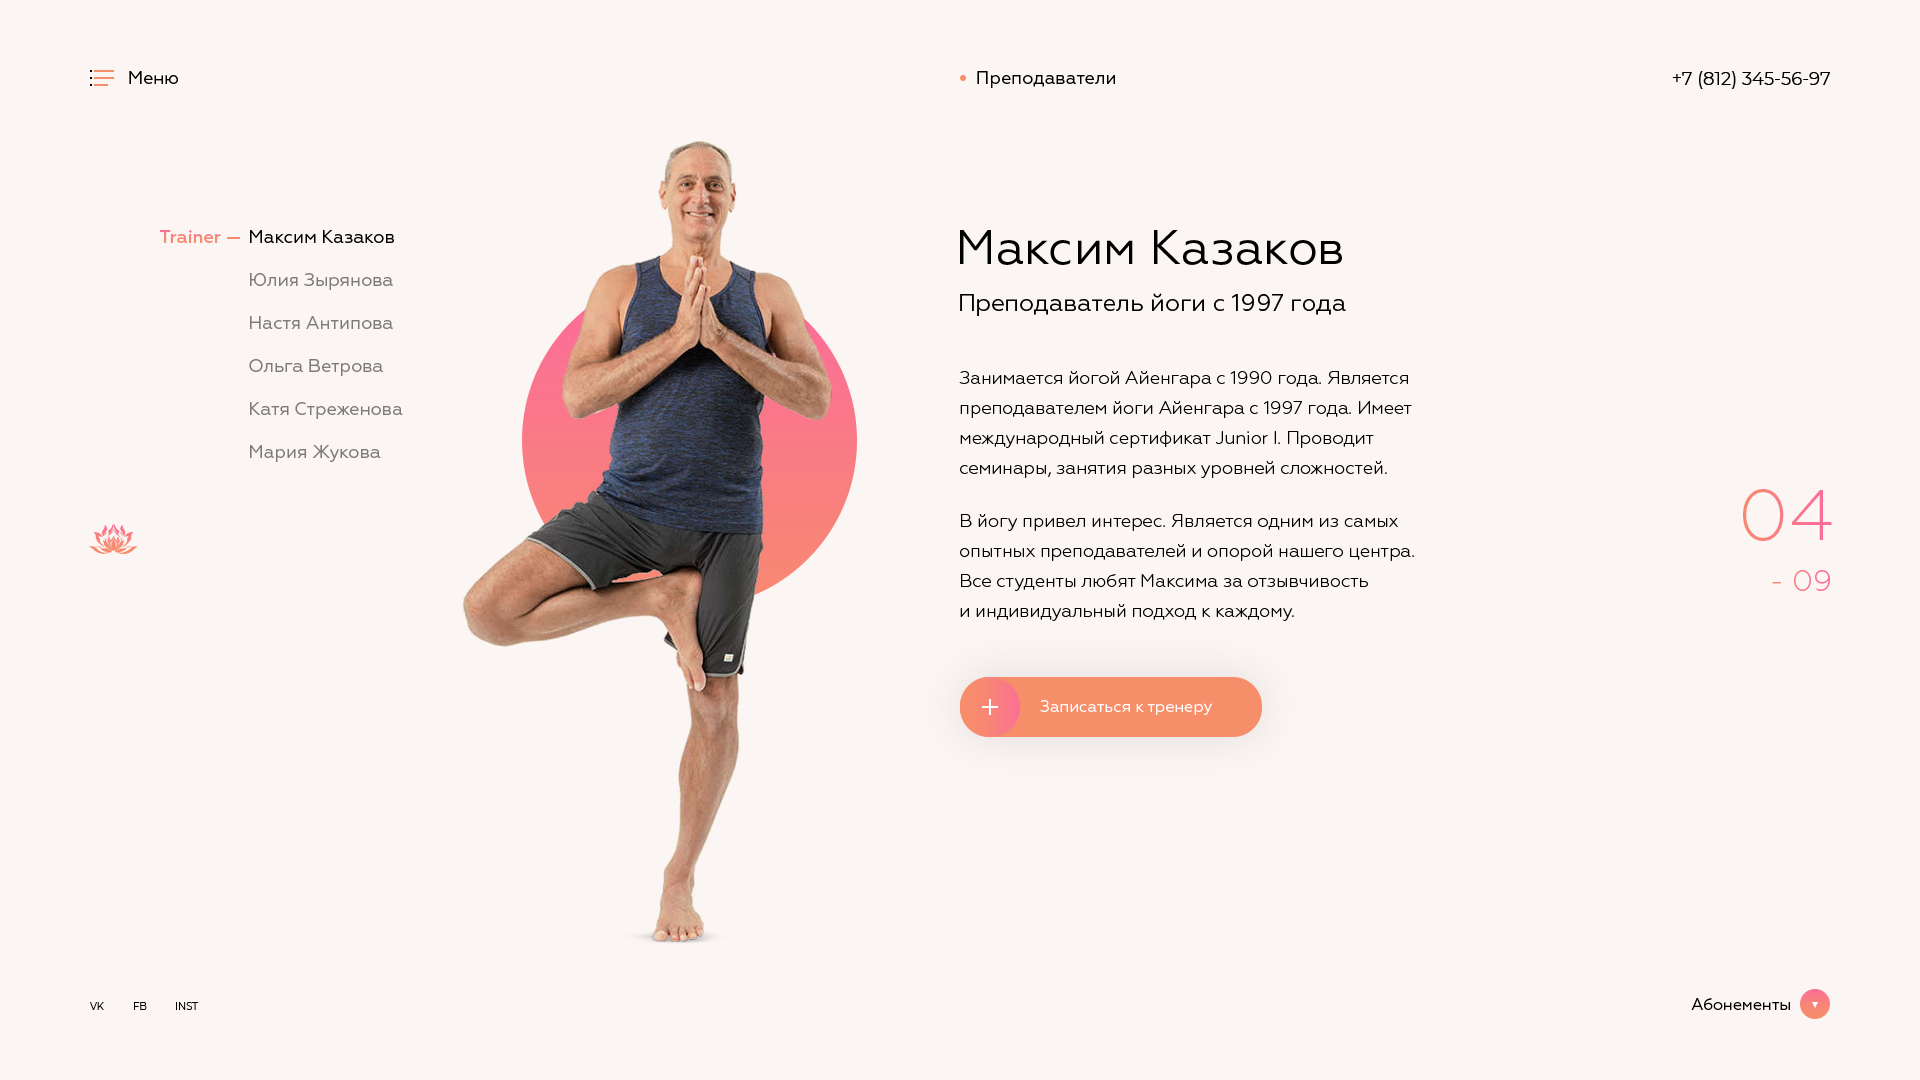 Меню
Преподаватели
+7 (812) 345-56-97
Trainer — Максим Казаков
Юлия Зырянова
Настя Антипова
Ольга Ветрова
Катя Стреженова
Мария Жукова
Максим Казаков
Преподаватель йоги с 1997 года
Занимается йогой Айенгара с 1990 года. Является
преподавателем йоги Айенгара с 1997 года. Имеет
международный сертификат Junior I. Проводит
семинары, занятия разных уровней сложностей.
В йогу привел интерес. Является одним из самых
опытных преподавателей и опорой нашего центра.
Все студенты любят Максима за отзывчивость
и индивидуальный подход к каждому.
+ Записаться к тренеру
04
- 09
VK FB INST
Абонементы